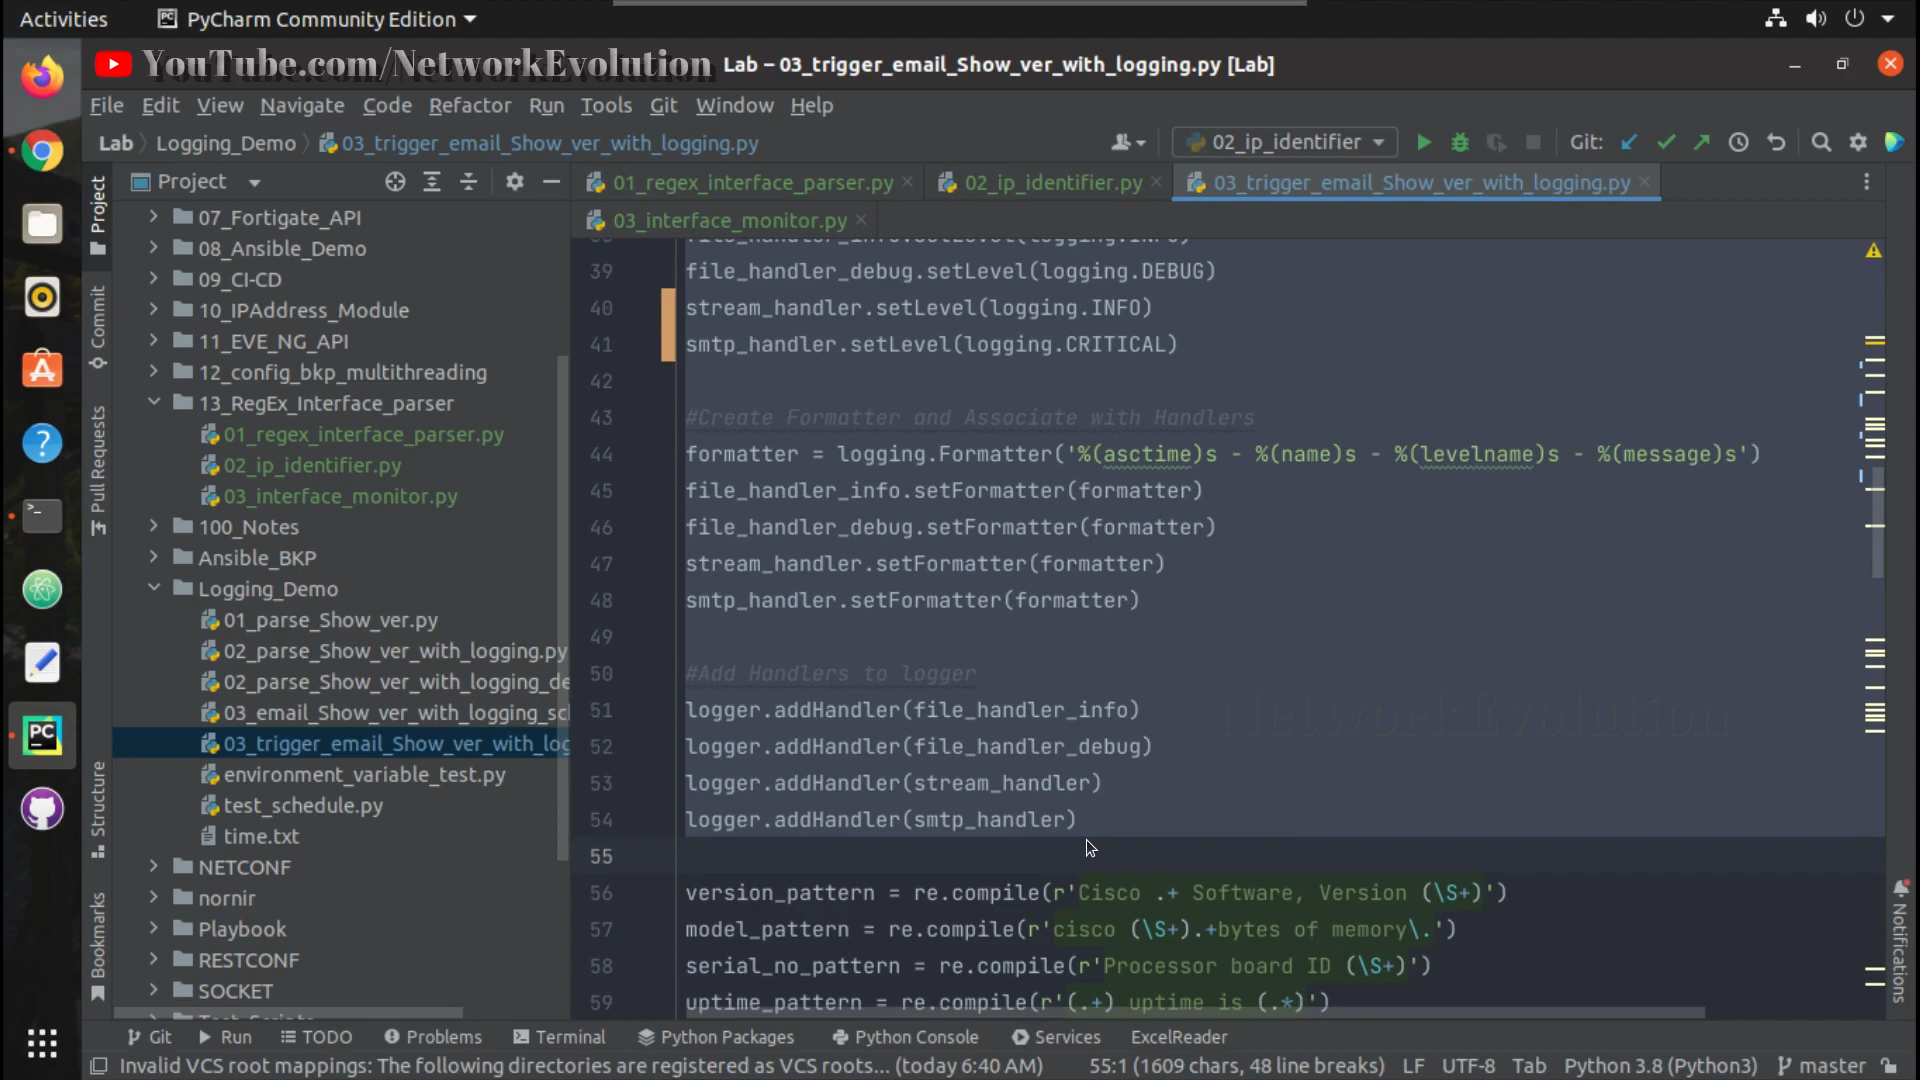 Activities
PyCharm Community Edition
YouTube.com/NetworkEvolution
Lab – 03_trigger_email_Show_ver_with_logging.py [Lab]
File Edit View Navigate Code Refactor Run Tools Git Window Help
Lab Logging_Demo 03_trigger_email_Show_ver_with_logging.py
02_ip_identifier
Git:
Project
01_regex_interface_parser.py
02_ip_identifier.py
03_trigger_email_Show_ver_with_logging.py
03_interface_monitor.py
Project
Commit
Pull Requests
Structure
Bookmarks
07_Fortigate_API
08_Ansible_Demo
09_CI-CD
10_IPAddress_Module
11_EVE_NG_API
12_config_bkp_multithreading
13_RegEx_Interface_parser
01_regex_interface_parser.py
02_ip_identifier.py
03_interface_monitor.py
100_Notes
Ansible_BKP
Logging_Demo
01_parse_Show_ver.py
02_parse_Show_ver_with_logging.py
02_parse_Show_ver_with_logging_de
03_email_Show_ver_with_logging_sc
03_trigger_email_Show_ver_with_log
environment_variable_test.py
test_schedule.py
time.txt
NETCONF
nornir
Playbook
RESTCONF
SOCKET
39 file_handler_debug.setLevel(logging.DEBUG)
40 stream_handler.setLevel(logging.INFO)
41 smtp_handler.setLevel(logging.CRITICAL)
42
43 #Create Formatter and Associate with Handlers
44 formatter = logging.Formatter('%(asctime)s - %(name)s - %(levelname)s - %(message)s')
45 file_handler_info.setFormatter(formatter)
46 file_handler_debug.setFormatter(formatter)
47 stream_handler.setFormatter(formatter)
48 smtp_handler.setFormatter(formatter)
49
50 #Add Handlers to logger
51 logger.addHandler(file_handler_info)
52 logger.addHandler(file_handler_debug)
53 logger.addHandler(stream_handler)
54 logger.addHandler(smtp_handler)
55
56 version_pattern = re.compile(r'Cisco .+ Software, Version (\S+)')
57 model_pattern = re.compile(r'cisco (\S+).+bytes of memory\.')
58 serial_no_pattern = re.compile(r'Processor board ID (\S+)')
59 uptime_pattern = re.compile(r'(.+) uptime is (.*)')
NetworkEvolution
Notifications
Git Run TODO Problems Terminal Python Packages Python Console Services ExcelReader
Invalid VCS root mappings: The following directories are registered as VCS roots... (today 6:40 AM) 55:1 (1609 chars, 48 line breaks) LF UTF-8 Tab Python 3.8 (Python3) master